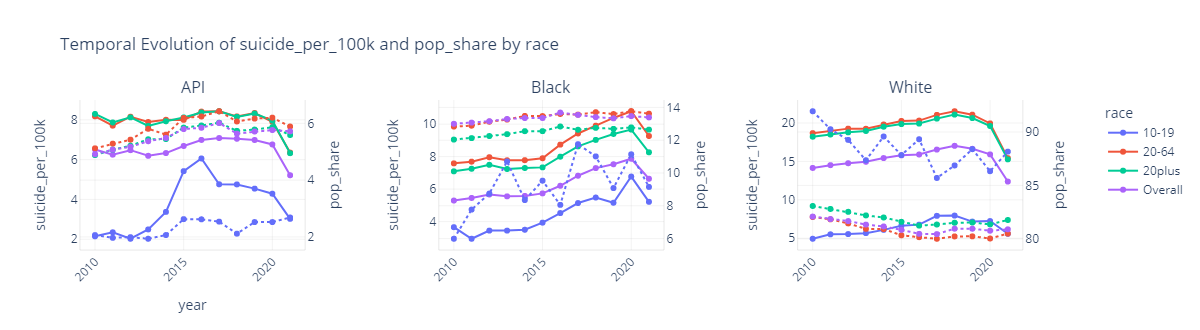 Temporal Evolution of suicide_per_100k and pop_share by race
API
Black
White
suicide_per_100k
8
6
4
2
6
4
2
pop_share
2010
2015
2020
year
suicide_per_100k
10
8
6
4
14
12
10
8
6
pop_share
2010
2015
2020
suicide_per_100k
20
15
10
5
90
85
80
pop_share
2010
2015
2020
race
10-19
20-64
20plus
Overall